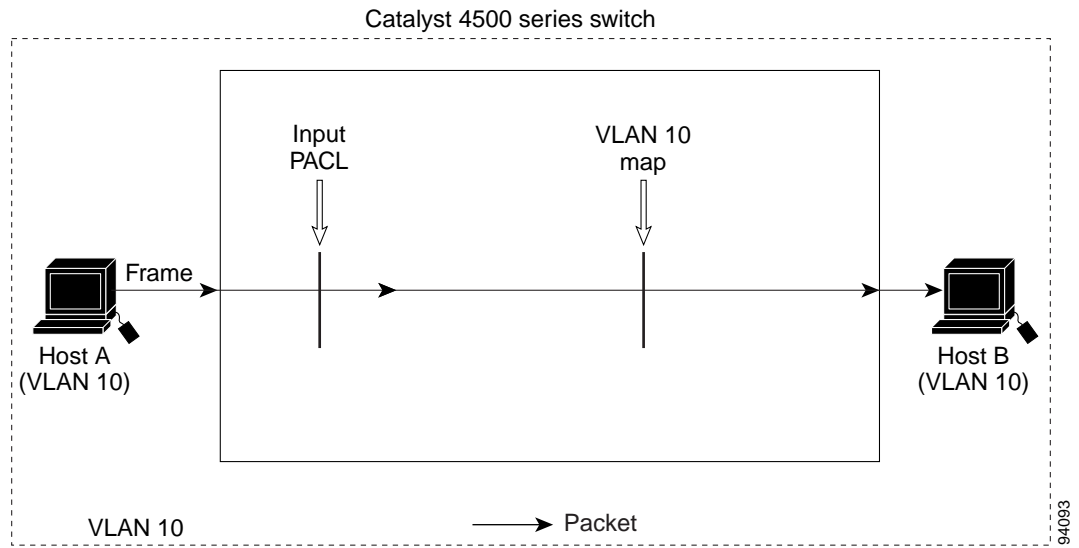 Catalyst 4500 series switch
Input
PACL
VLAN 10
map
Frame
Host A
(VLAN 10)
Host B
(VLAN 10)
VLAN 10
Packet
94093